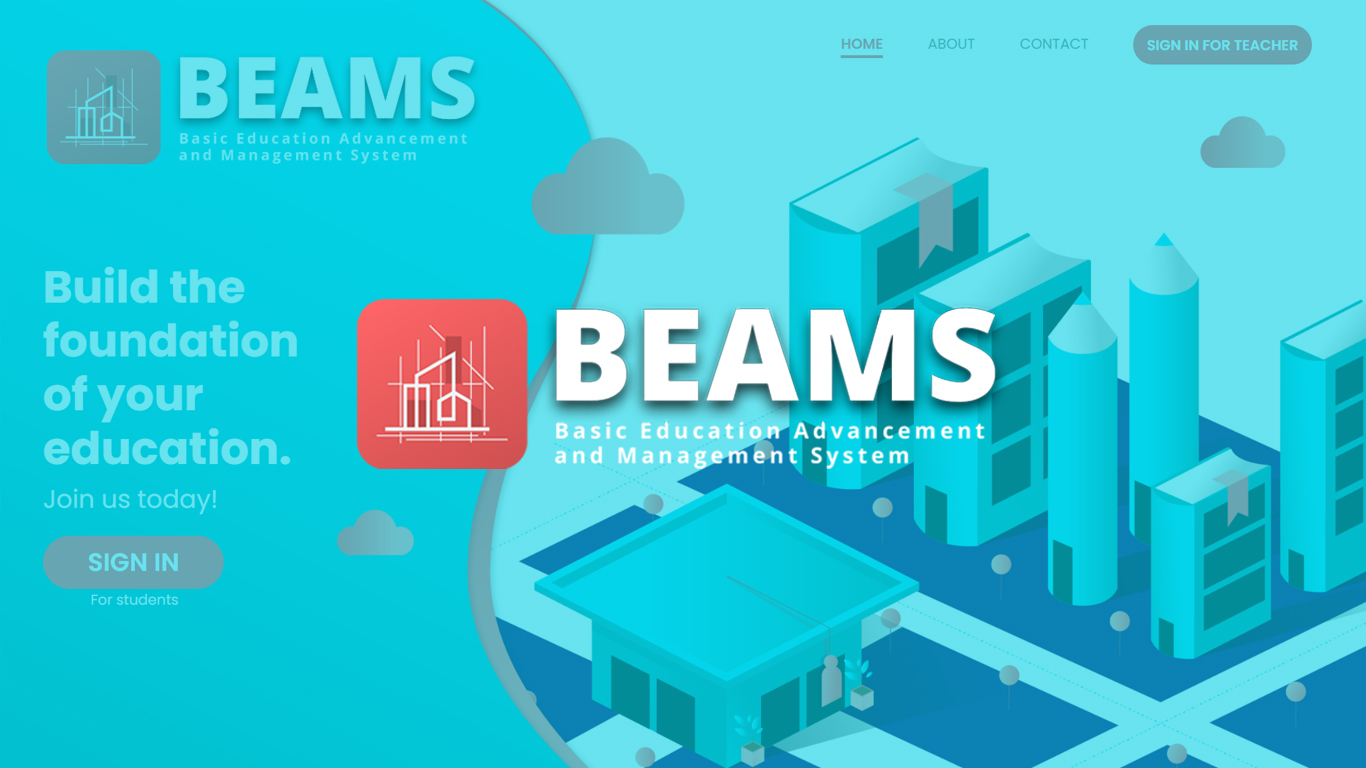 BEAMS
Basic Education Advancement
and Management System
HOME
ABOUT
CONTACT
SIGN IN FOR TEACHER
Build the
foundation
of your
education.
Join us today!
SIGN IN
For students
BEAMS
Basic Education Advancement
and Management System